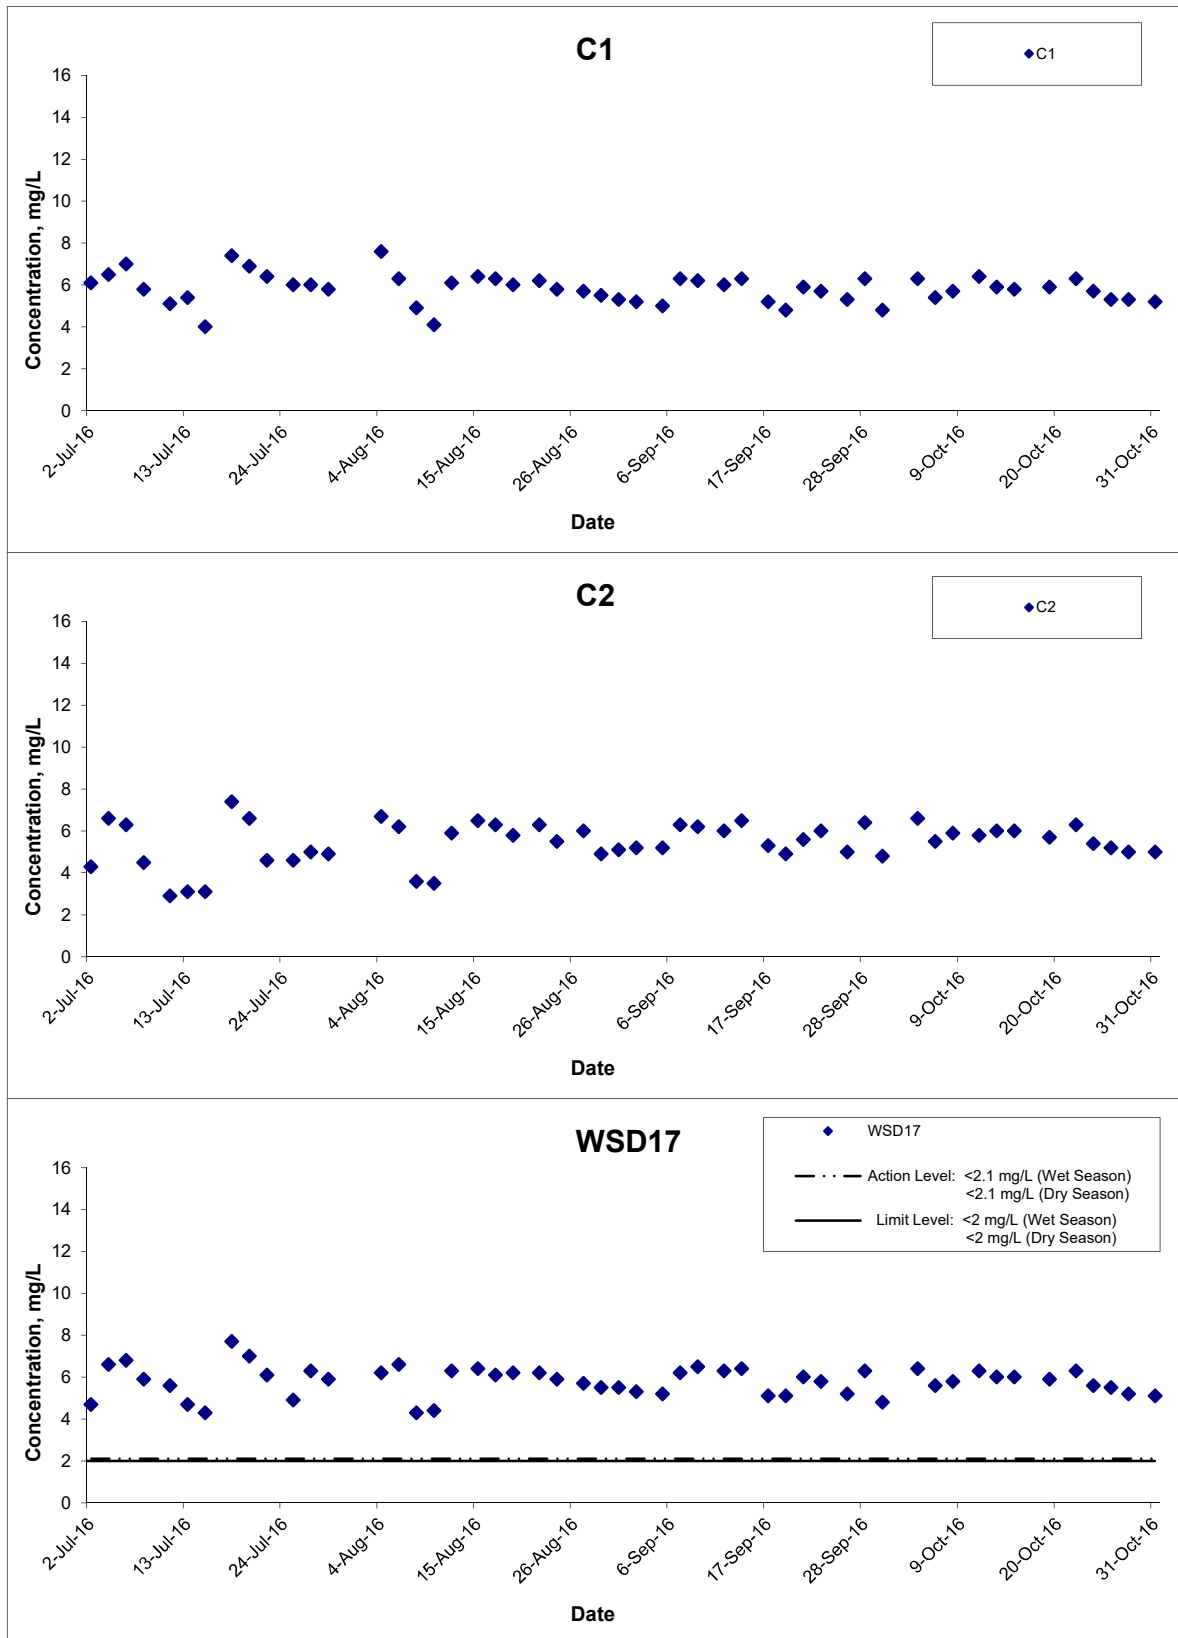 C1
C1
16
14
12
10
8
6
4
2
0
Concentration, mg/L
2-Jul-16
13-Jul-16
24-Jul-16
4-Aug-16
15-Aug-16
26-Aug-16
6-Sep-16
17-Sep-16
28-Sep-16
9-Oct-16
20-Oct-16
31-Oct-16
Date
C2
C2
16
14
12
10
8
6
4
2
0
Concentration, mg/L
2-Jul-16
13-Jul-16
24-Jul-16
4-Aug-16
15-Aug-16
26-Aug-16
6-Sep-16
17-Sep-16
28-Sep-16
9-Oct-16
20-Oct-16
31-Oct-16
Date
WSD17
WSD17
Action Level: <2.1 mg/L (Wet Season)
<2.1 mg/L (Dry Season)
Limit Level: <2 mg/L (Wet Season)
<2 mg/L (Dry Season)
16
14
12
10
8
6
4
2
0
Concentration, mg/L
2-Jul-16
13-Jul-16
24-Jul-16
4-Aug-16
15-Aug-16
26-Aug-16
6-Sep-16
17-Sep-16
28-Sep-16
9-Oct-16
20-Oct-16
31-Oct-16
Date